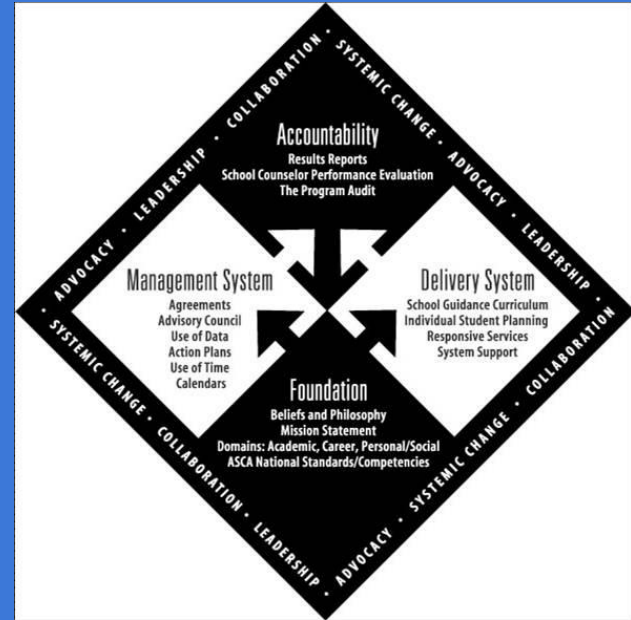 ADVOCACY • LEADERSHIP • COLLABORATION •
SYSTEMIC CHANGE • ADVOCACY • LEADERSHIP •
Accountability
Results Reports
School Counselor Performance Evaluation
The Program Audit
Management System
Agreements
Advisory Council
Use of Data
Action Plans
Use of Time
Calendars
Delivery System
School Guidance Curriculum
Individual Student Planning
Responsive Services
System Support
Foundation
Beliefs and Philosophy
Mission Statement
Domains: Academic, Career, Personal/Social
ASCA National Standards/Competencies
• SYSTEMIC CHANGE • COLLABORATION • LEADERSHIP •
ADVOCACY • SYSTEMIC CHANGE • COLLABORATION